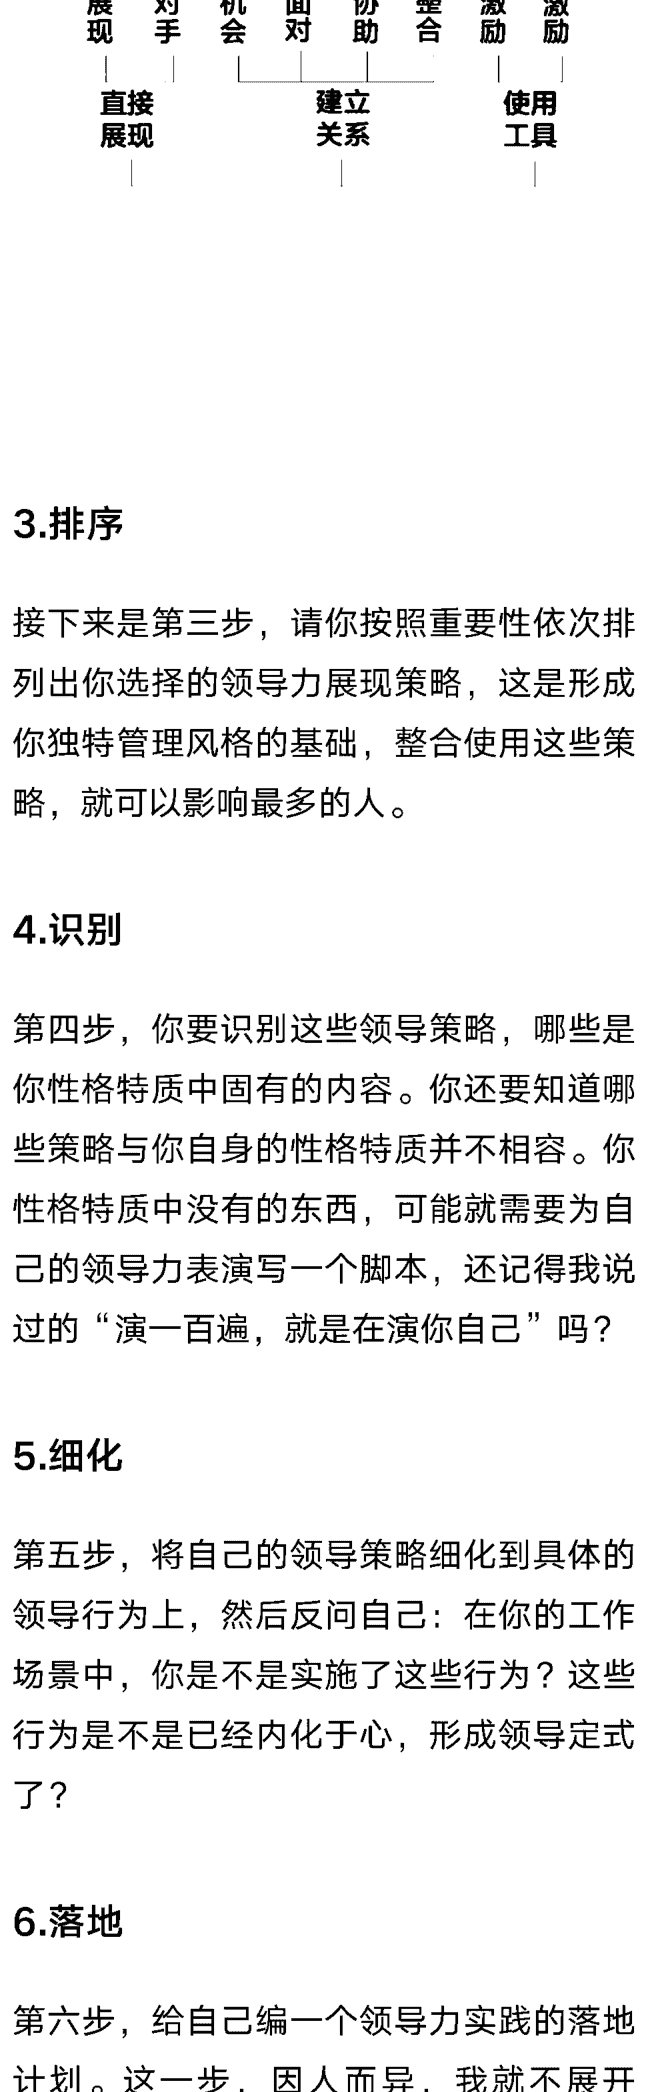 展现 对手 机会 面对 协助 整合 激励 激励
直接展现 建立关系 使用工具
3.排序
接下来是第三步，请你按照重要性依次排
列出你选择的领导力展现策略，这是形成
你独特管理风格的基础，整合使用这些策
略，就可以影响最多的人。
4.识别
第四步，你要识别这些领导策略，哪些是
你性格特质中固有的内容。你还要知道哪
些策略与你自身的性格特质并不相容。你
性格特质中没有的东西，可能就需要为自
己的领导力表演写一个脚本，还记得我说
过的“演一百遍，就是在演你自己”吗？
5.细化
第五步，将自己的领导策略细化到具体的
领导行为上，然后反问自己：在你的工作
场景中，你是不是实施了这些行为？这些
行为是不是已经内化于心，形成领导定式
了？
6.落地
第六步，给自己编一个领导力实践的落地
计划。这一步，因人而异，我就不展开